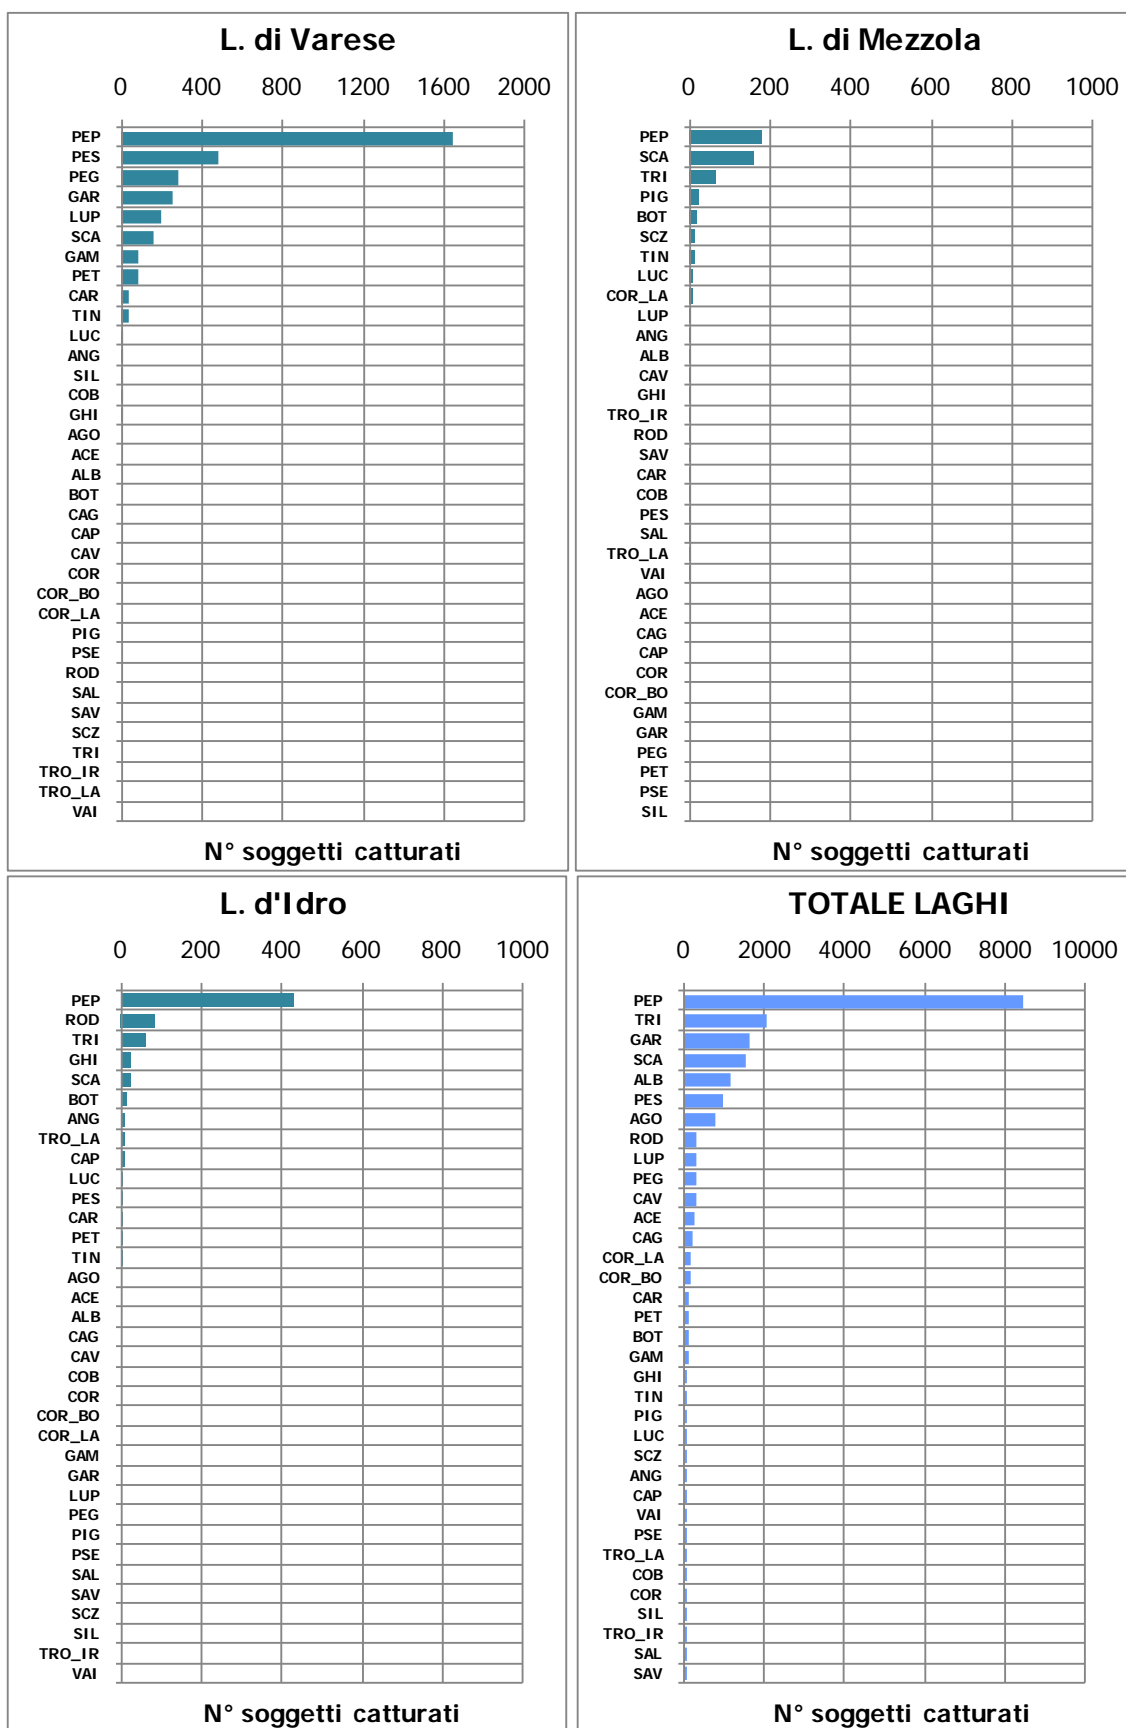 L. di Varese
0 400 800 1200 1600 2000
PEP
PES
PEG
GAR
LUP
SCA
GAM
PET
CAR
TIN
LUC
ANG
SIL
COB
GHI
AGO
ACE
ALB
BOT
CAG
CAP
CAV
COR
COR_BO
COR_LA
PIG
PSE
ROD
SAL
SAV
SCZ
TRI
TRO_IR
TRO_LA
VAI
N° soggetti catturati
L. di Mezzola
0 200 400 600 800 1000
PEP
SCA
TRI
PIG
BOT
SCZ
TIN
LUC
COR_LA
LUP
ANG
ALB
CAV
GHI
TRO_IR
ROD
SAV
CAR
COB
PES
SAL
TRO_LA
VAI
AGO
ACE
CAG
CAP
COR
COR_BO
GAM
GAR
PEG
PET
PSE
SIL
N° soggetti catturati
L. d'Idro
0 200 400 600 800 1000
PEP
ROD
TRI
GHI
SCA
BOT
ANG
TRO_LA
CAP
LUC
PES
CAR
PET
TIN
AGO
ACE
ALB
CAG
CAV
COB
COR
COR_BO
COR_LA
GAM
GAR
LUP
PEG
PIG
PSE
SAL
SAV
SCZ
SIL
TRO_IR
VAI
N° soggetti catturati
TOTALE LAGHI
0 2000 4000 6000 8000 10000
PEP
TRI
GAR
SCA
ALB
PES
AGO
ROD
LUP
PEG
CAV
ACE
CAG
COR_LA
COR_BO
CAR
PET
BOT
GAM
GHI
TIN
PIG
LUC
SCZ
ANG
CAP
VAI
PSE
TRO_LA
COB
COR
SIL
TRO_IR
SAL
SAV
N° soggetti catturati